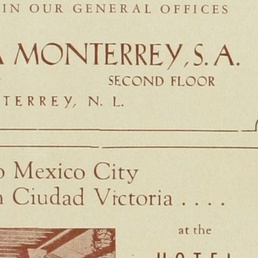 IN OUR GENERAL OFFICES
A MONTERREY, S. A.
SECOND FLOOR
TERREY, N. L.
o Mexico City
n Ciudad Victoria . . . .
at the
HOTEL